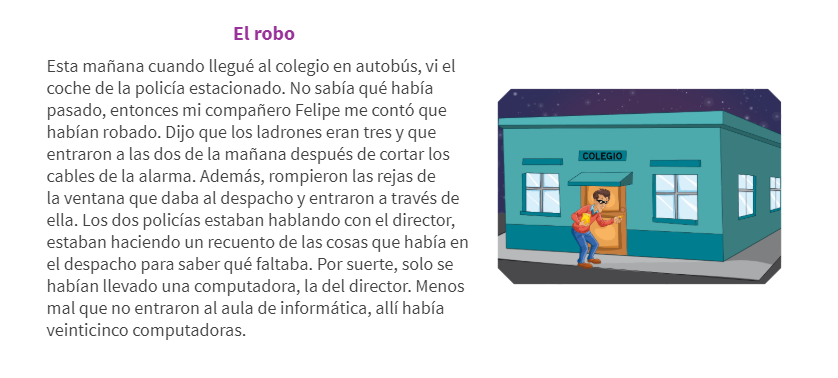 El robo
Esta mañana cuando llegué al colegio en autobús, vi el
coche de la policía estacionado. No sabía qué había
pasado, entonces mi compañero Felipe me contó que
habían robado. Dijo que los ladrones eran tres y que
entraron a las dos de la mañana después de cortar los
cables de la alarma. Además, rompieron las rejas de
la ventana que daba al despacho y entraron a través de
ella. Los dos policías estaban hablando con el director,
estaban haciendo un recuento de las cosas que había en
el despacho para saber qué faltaba. Por suerte, solo se
habían llevado una computadora, la del director. Menos
mal que no entraron al aula de informática, allí había
veinticinco computadoras.
COLEGIO